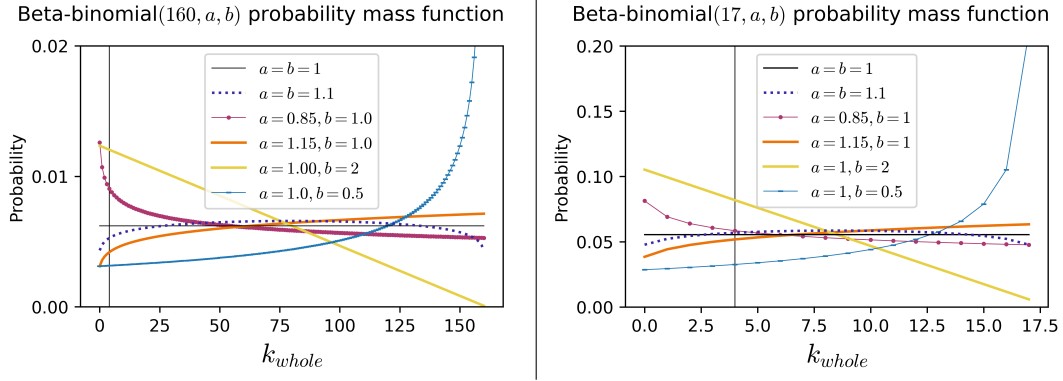 Beta-binomial(160, a, b) probability mass function
0.02
0.01
0.00
Probability
a = b = 1
a = b = 1.1
a = 0.85, b = 1.0
a = 1.15, b = 1.0
a = 1.00, b = 2
a = 1.0, b = 0.5
0 25 50 75 100 125 150
k_whole
Beta-binomial(17, a, b) probability mass function
0.20
0.15
0.10
0.05
0.00
Probability
a = b = 1
a = b = 1.1
a = 0.85, b = 1
a = 1.15, b = 1
a = 1, b = 2
a = 1, b = 0.5
0.0 2.5 5.0 7.5 10.0 12.5 15.0 17.5
k_whole